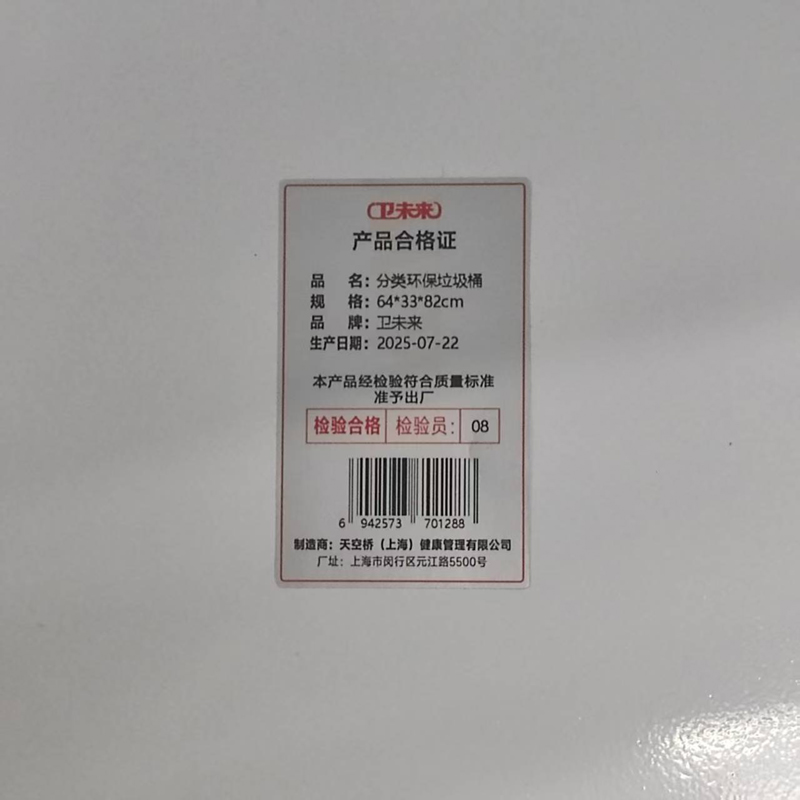 卫未来
产品合格证
品 名：分类环保垃圾桶
规 格：64*33*82cm
品 牌：卫未来
生产日期：2025-07-22
本产品经检验符合质量标准
准予出厂
检验合格 检验员： 08
6 942573 701288
制造商：天空桥（上海）健康管理有限公司
厂址：上海市闵行区元江路5500号